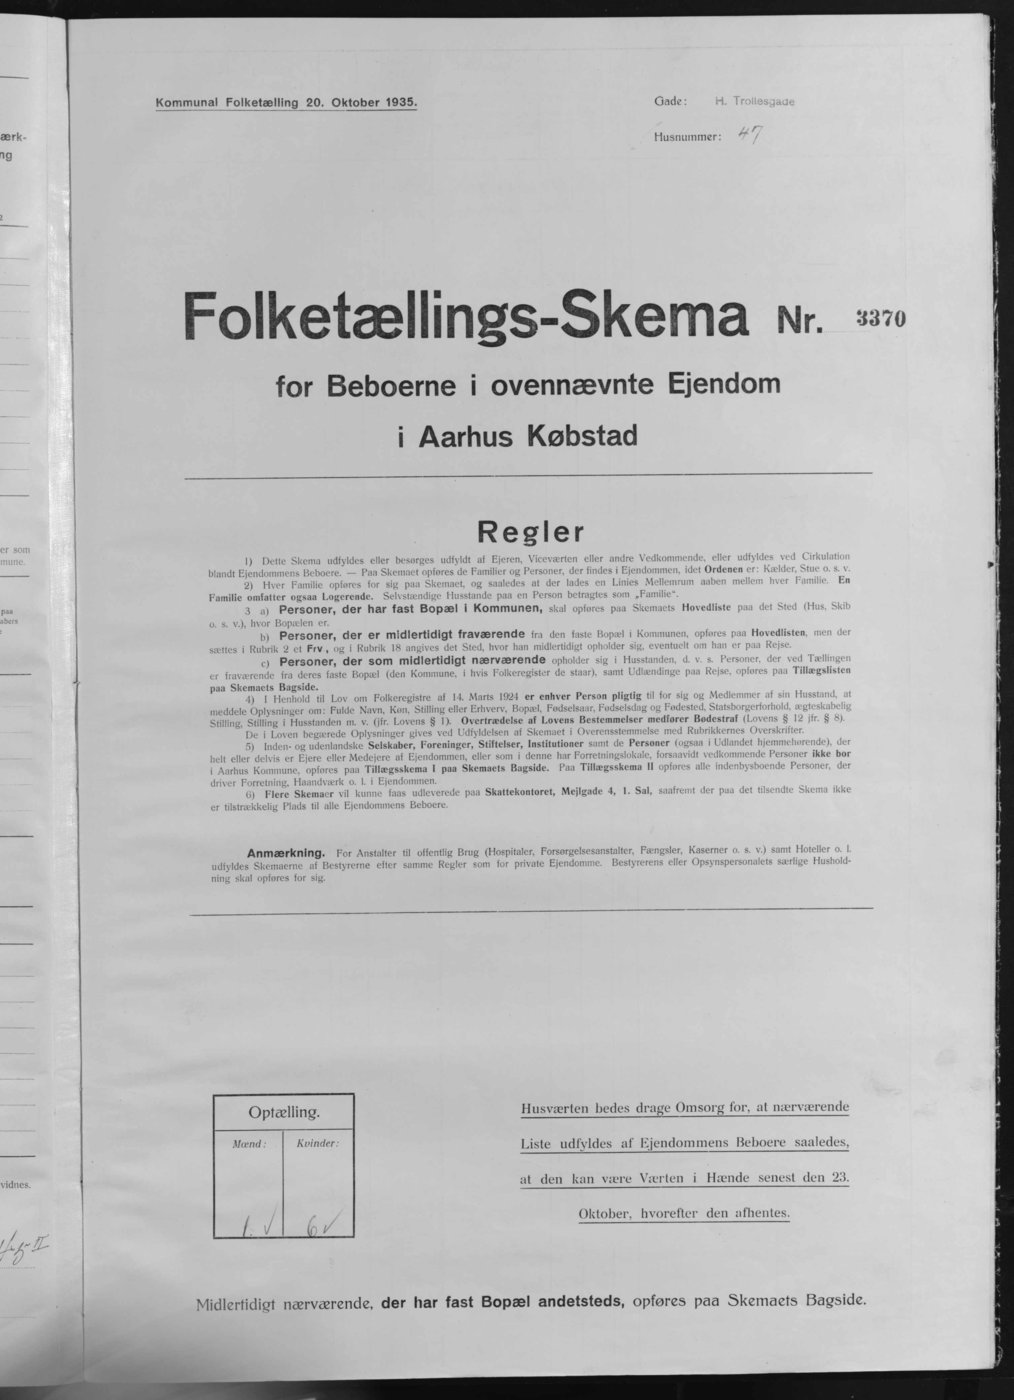 Kommunal Folketælling 20. Oktober 1935.
Gade: H. Trollesgade
Husnummer: 47
Folketællings-Skema Nr. 3370
for Beboerne i ovennævnte Ejendom
i Aarhus Købstad
Regler
1) Dette Skema udfyldes eller besørges udfyldt af Ejeren, Viceværten eller andre Vedkommende, eller udfyldes ved Cirkulation
blandt Ejendommens Beboere. — Paa Skemaet opføres de Familier og Personer, der findes i Ejendommen, idet Ordenen er: Kælder, Stue o. s. v.
2) Hver Familie opføres for sig paa Skemaet, og saaledes at der lades en Linies Mellemrum aaben mellem hver Familie. En
Familie omfatter ogsaa Logerende. Selvstændige Husstande paa en Person betragtes som „Familie“.
3 a) Personer, der har fast Bopæl i Kommunen, skal opføres paa Skemaets Hovedliste paa det Sted (Hus, Skib
o. s. v.), hvor Bopælen er.
b) Personer, der er midlertidigt fraværende fra den faste Bopæl i Kommunen, opføres paa Hovedlisten, men der
sættes i Rubrik 2 et Frv., og i Rubrik 18 angives det Sted, hvor han midlertidigt opholder sig, eventuelt om han er paa Rejse.
c) Personer, der som midlertidigt nærværende opholder sig i Husstanden, d. v. s. Personer, der ved Tællingen
er fraværende fra deres faste Bopæl (den Kommune, i hvis Folkeregister de staar), samt Udlændinge paa Rejse, opføres paa Tillægslisten
paa Skemaets Bagside.
4) I Henhold til Lov om Folkeregistre af 14. Marts 1924 er enhver Person pligtig til for sig og Medlemmer af sin Husstand, at
meddele Oplysninger om: Fulde Navn, Køn, Stilling eller Erhverv, Bopæl, Fødselsaar, Fødselsdag og Fødested, Statsborgerforhold, ægteskabelig
Stilling, Stilling i Husstanden m. v. (jfr. Lovens § 1). Overtrædelse af Lovens Bestemmelser medfører Bødestraf (Lovens § 12 jfr. § 8).
De i Loven begærede Oplysninger gives ved Udfyldelsen af Skemaet i Overensstemmelse med Rubrikkernes Overskrifter.
5) Inden- og udenlandske Selskaber, Foreninger, Stiftelser, Institutioner samt de Personer (ogsaa i Udlandet hjemmehørende), der
helt eller delvis er Ejere eller Medejere af Ejendommen, eller som i denne har Forretningslokale, forsaavidt vedkommende Personer ikke bor
i Aarhus Kommune, opføres paa Tillægsskema I paa Skemaets Bagside. Paa Tillægsskema II opføres alle indenbysboende Personer, der
driver Forretning, Haandværk o. l. i Ejendommen.
6) Flere Skemaer vil kunne faas udleverede paa Skattekontoret, Mejlgade 4, 1. Sal, saafremt der paa det tilsendte Skema ikke
er tilstrækkelig Plads til alle Ejendommens Beboere.
Anmærkning. For Anstalter til offentlig Brug (Hospitaler, Forsørgelsesanstalter, Fængsler, Kaserner o. s. v.) samt Hoteller o. l.
udfyldes Skemaerne af Bestyrerne efter samme Regler som for private Ejendomme. Bestyrerens eller Opsynspersonalets særlige Hushold-
ning skal opføres for sig.
Optælling.
Mænd: Kvinder:
1. ✓ 6 ✓
Husværten bedes drage Omsorg for, at nærværende
Liste udfyldes af Ejendommens Beboere saaledes,
at den kan være Værten i Hænde senest den 23.
Oktober, hvorefter den afhentes.
Midlertidigt nærværende, der har fast Bopæl andetsteds, opføres paa Skemaets Bagside.
ærk-
ng
2
er som
mune.
paa
abers
vidnes.